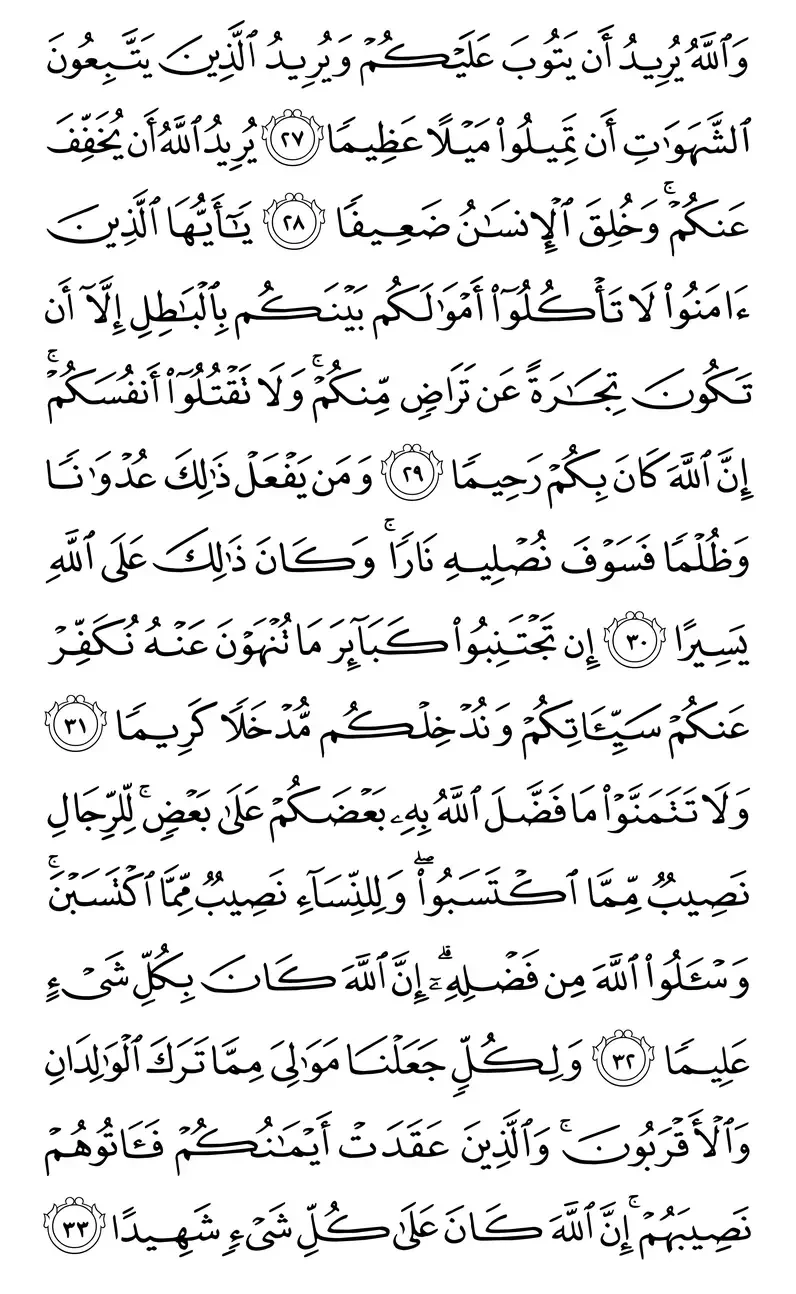 وَٱللَّهُ يُرِيدُ أَن يَتُوبَ عَلَيۡكُمۡ وَيُرِيدُ ٱلَّذِينَ يَتَّبِعُونَ
ٱلشَّهَوَٰتِ أَن تَمِيلُواْ مَيۡلًا عَظِيمٗا ٢٧ يُرِيدُ ٱللَّهُ أَن يُخَفِّفَ
عَنكُمۡۚ وَخُلِقَ ٱلۡإِنسَٰنُ ضَعِيفٗا ٢٨ يَٰٓأَيُّهَا ٱلَّذِينَ
ءَامَنُواْ لَا تَأۡكُلُوٓاْ أَمۡوَٰلَكُم بَيۡنَكُم بِٱلۡبَٰطِلِ إِلَّآ أَن
تَكُونَ تِجَٰرَةً عَن تَرَاضٖ مِّنكُمۡۚ وَلَا تَقۡتُلُوٓاْ أَنفُسَكُمۡۚ
إِنَّ ٱللَّهَ كَانَ بِكُمۡ رَحِيمٗا ٢٩ وَمَن يَفۡعَلۡ ذَٰلِكَ عُدۡوَٰنٗا
وَظُلۡمٗا فَسَوۡفَ نُصۡلِيهِ نَارٗاۚ وَكَانَ ذَٰلِكَ عَلَى ٱللَّهِ
يَسِيرًا ٣٠ إِن تَجۡتَنِبُواْ كَبَآئِرَ مَا تُنۡهَوۡنَ عَنۡهُ نُكَفِّرۡ
عَنكُمۡ سَيِّـَٔاتِكُمۡ وَنُدۡخِلۡكُم مُّدۡخَلٗا كَرِيمٗا ٣١
وَلَا تَتَمَنَّوۡاْ مَا فَضَّلَ ٱللَّهُ بِهِۦ بَعۡضَكُمۡ عَلَىٰ بَعۡضٖۚ لِّلرِّجَالِ
نَصِيبٞ مِّمَّا ٱكۡتَسَبُواْۖ وَلِلنِّسَآءِ نَصِيبٞ مِّمَّا ٱكۡتَسَبۡنَۚ
وَسۡـَٔلُواْ ٱللَّهَ مِن فَضۡلِهِۦٓۗ إِنَّ ٱللَّهَ كَانَ بِكُلِّ شَيۡءٍ
عَلِيمٗا ٣٢ وَلِكُلّٖ جَعَلۡنَا مَوَٰلِيَ مِمَّا تَرَكَ ٱلۡوَٰلِدَانِ
وَٱلۡأَقۡرَبُونَۚ وَٱلَّذِينَ عَقَدَتۡ أَيۡمَٰنُكُمۡ فَـَٔاتُوهُمۡ
نَصِيبَهُمۡۚ إِنَّ ٱللَّهَ كَانَ عَلَىٰ كُلِّ شَيۡءٖ شَهِيدًا ٣٣